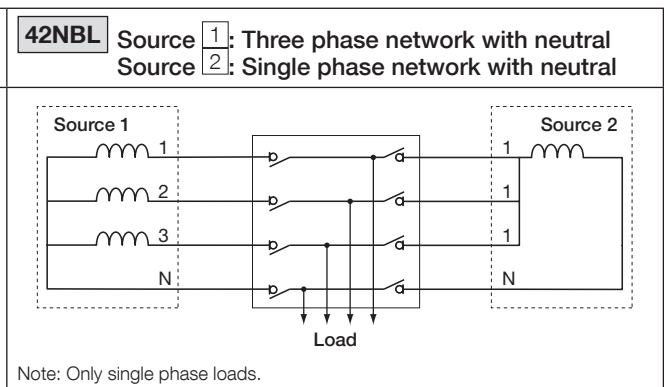 42NBL Source 1: Three phase network with neutral
Source 2: Single phase network with neutral
Source 1
Source 2
1
1
2
1
3
1
N
N
Load
Note: Only single phase loads.